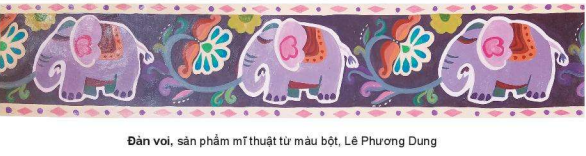 Đàn voi, sản phẩm mĩ thuật từ màu bột, Lê Phương Dung